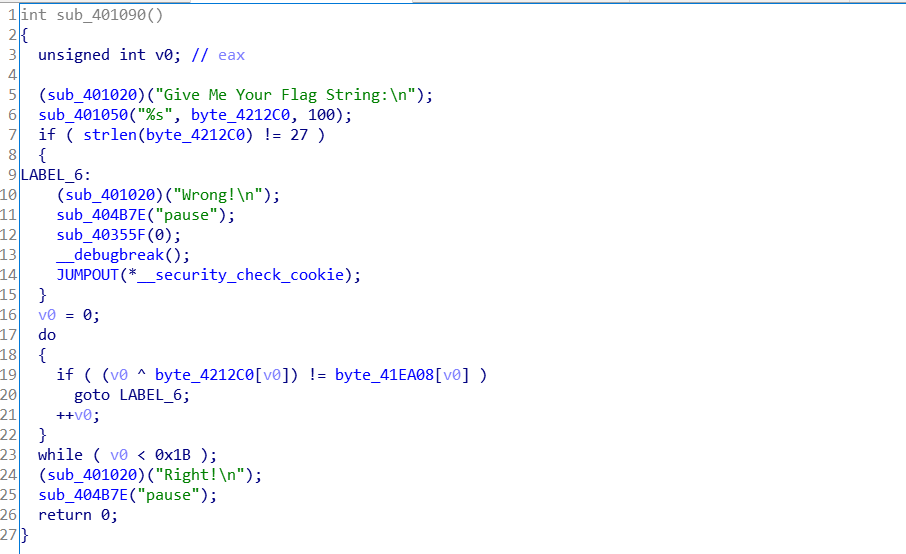 1 int sub_401090()
2 {
3   unsigned int v0; // eax
4
5   (sub_401020)("Give Me Your Flag String:\n");
6   sub_401050("%s", byte_4212C0, 100);
7   if ( strlen(byte_4212C0) != 27 )
8   {
9 LABEL_6:
10     (sub_401020)("Wrong!\n");
11     sub_404B7E("pause");
12     sub_40355F(0);
13     __debugbreak();
14     JUMPOUT(*__security_check_cookie);
15   }
16   v0 = 0;
17   do
18   {
19     if ( (v0 ^ byte_4212C0[v0]) != byte_41EA08[v0] )
20       goto LABEL_6;
21     ++v0;
22   }
23   while ( v0 < 0x1B );
24   (sub_401020)("Right!\n");
25   sub_404B7E("pause");
26   return 0;
27 }